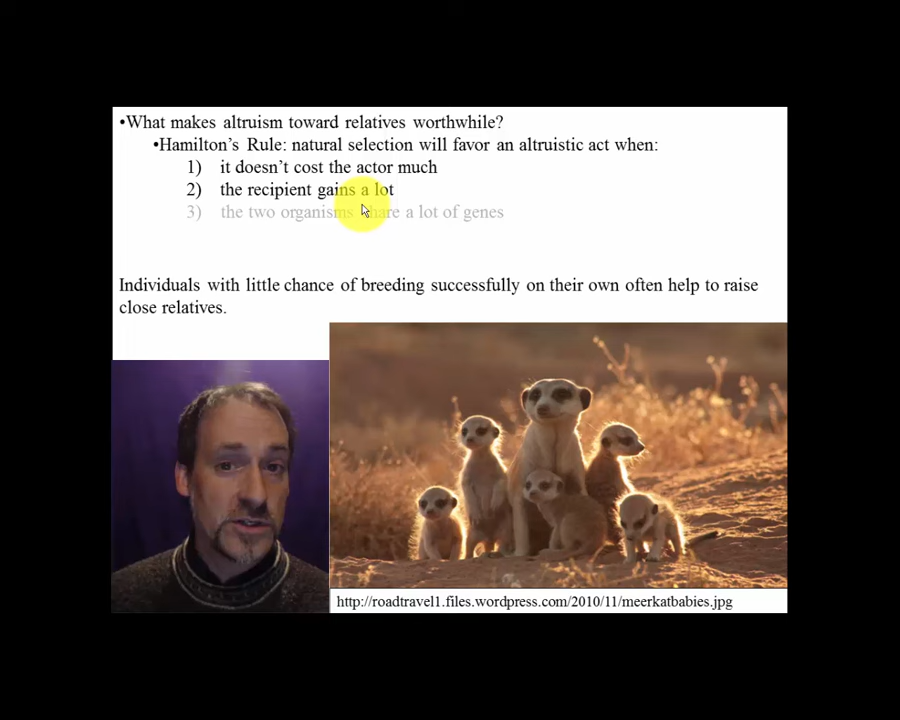 •What makes altruism toward relatives worthwhile?
•Hamilton's Rule: natural selection will favor an altruistic act when:
1) it doesn't cost the actor much
2) the recipient gains a lot
3) the two organisms share a lot of genes
Individuals with little chance of breeding successfully on their own often help to raise
close relatives.
http://roadtravel1.files.wordpress.com/2010/11/meerkatbabies.jpg